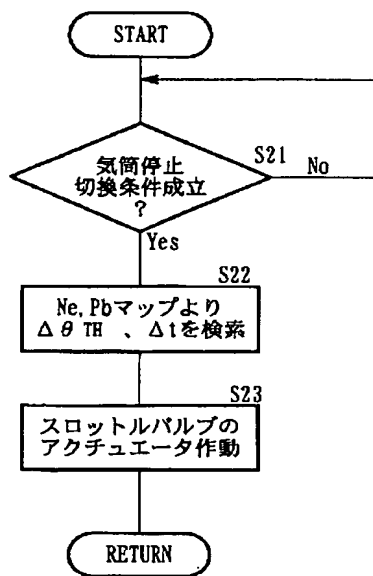 START
気筒停止
切換条件成立
?
S21
No
Yes
S22
Ne,Pbマップより
Δθ TH 、Δtを検索
S23
スロットルバルブの
アクチュエータ作動
RETURN